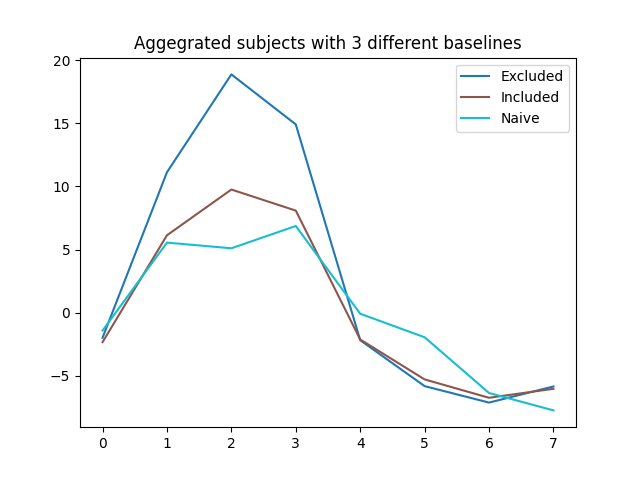 Aggegrated subjects with 3 different baselines
Excluded
Included
Naive
20
15
10
5
0
−5
0 1 2 3 4 5 6 7